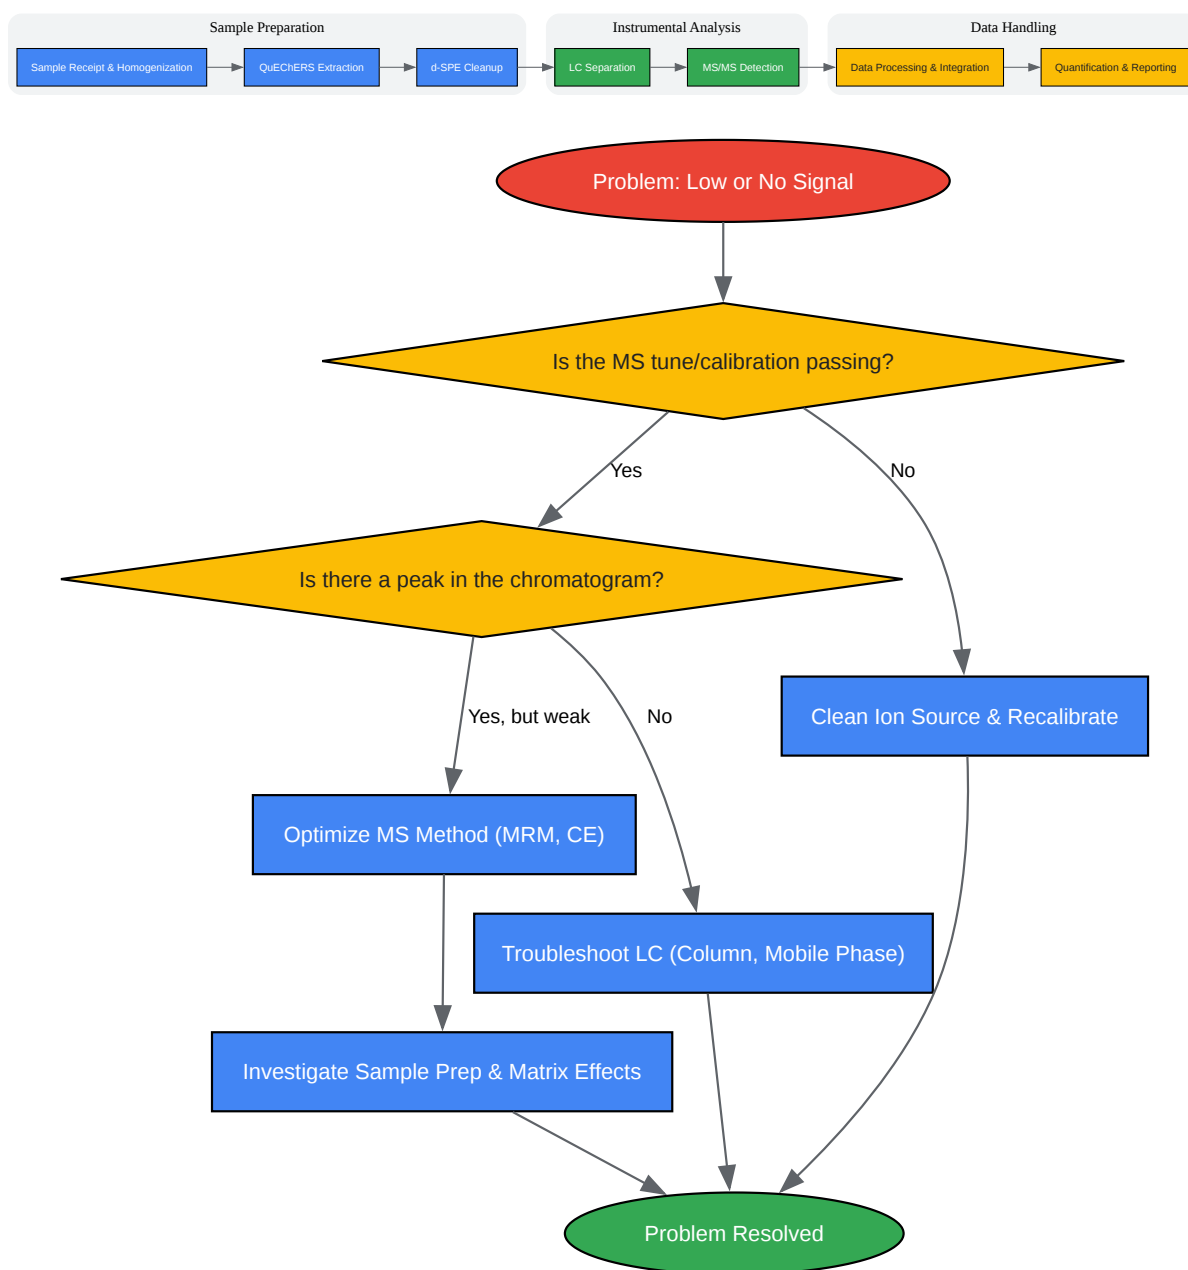 Sample Preparation
Instrumental Analysis
Data Handling
Sample Receipt & Homogenization
QuEChERS Extraction
d-SPE Cleanup
LC Separation
MS/MS Detection
Data Processing & Integration
Quantification & Reporting
Problem: Low or No Signal
Is the MS tune/calibration passing?
Yes
No
Is there a peak in the chromatogram?
Yes, but weak
No
Clean Ion Source & Recalibrate
Optimize MS Method (MRM, CE)
Troubleshoot LC (Column, Mobile Phase)
Investigate Sample Prep & Matrix Effects
Problem Resolved